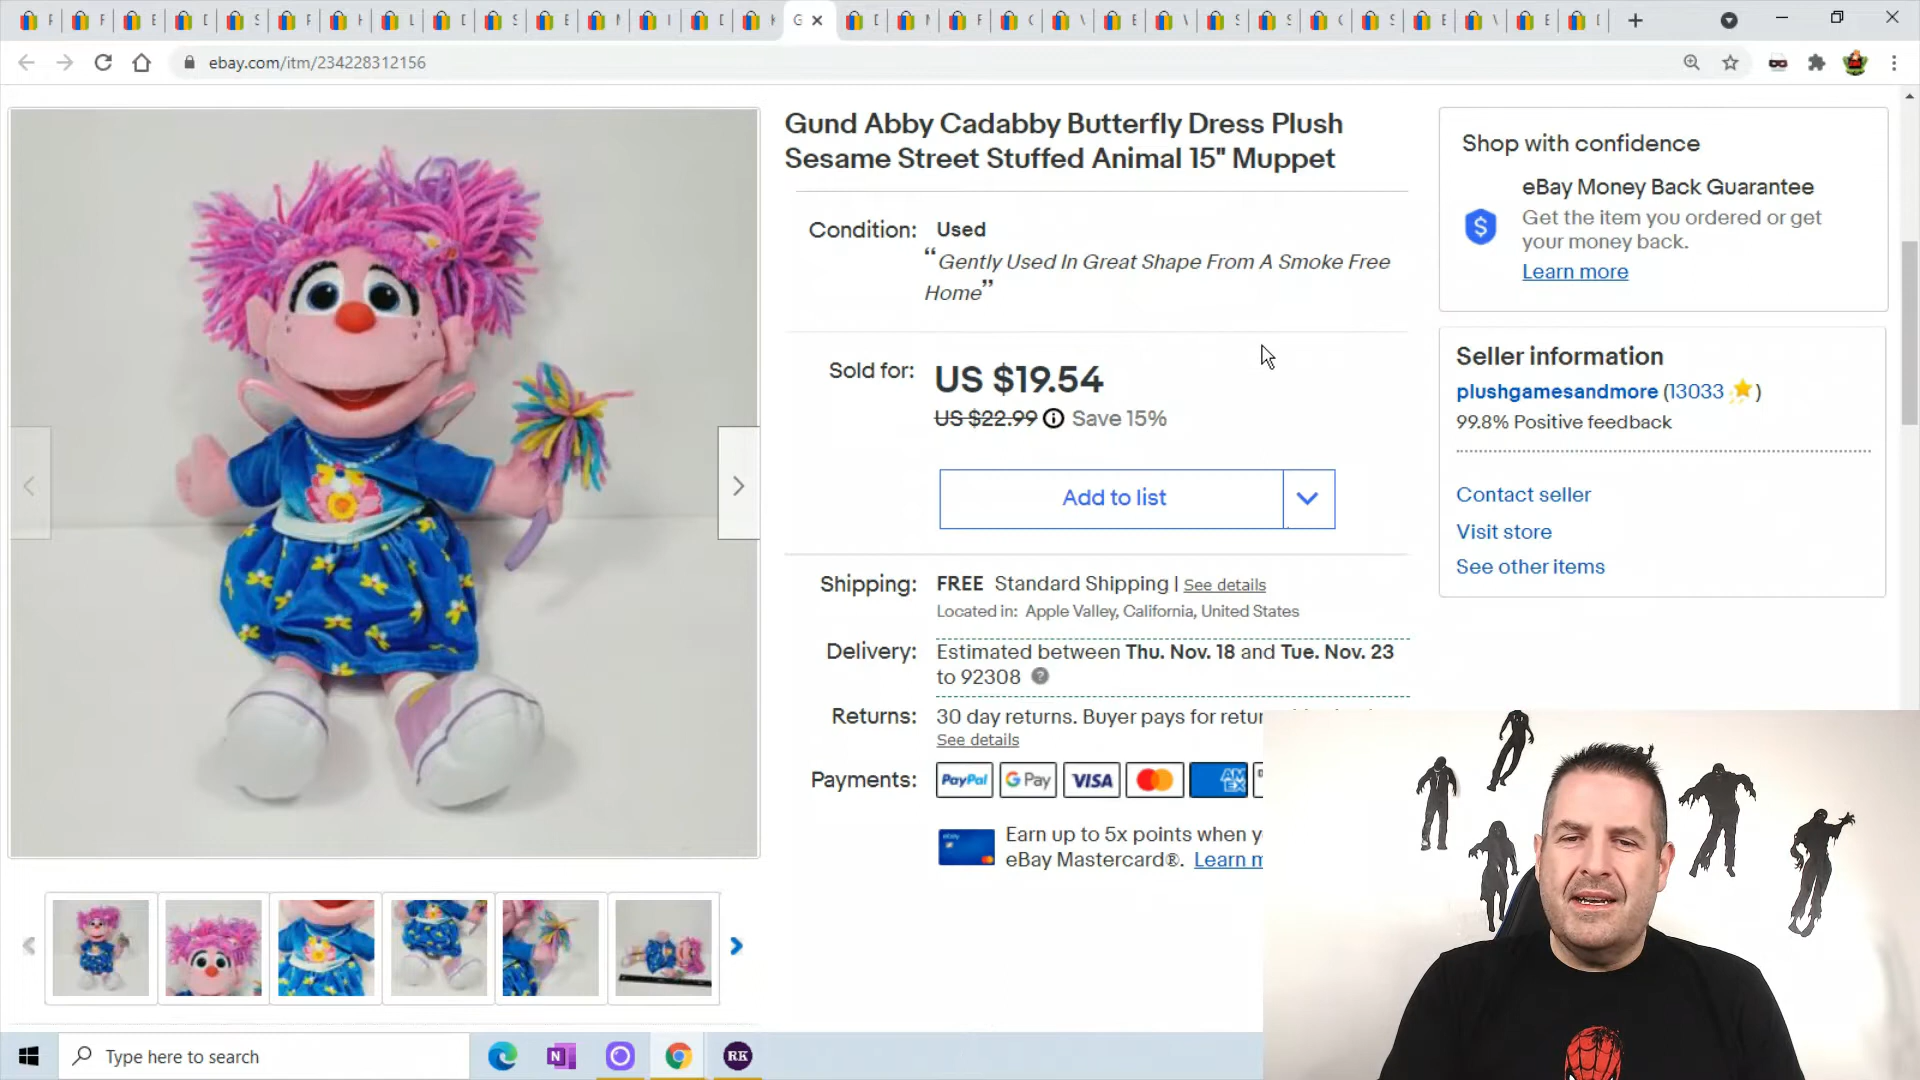 ebay.com/itm/234228312156
Gund Abby Cadabby Butterfly Dress Plush
Sesame Street Stuffed Animal 15" Muppet
Condition: Used
“Gently Used In Great Shape From A Smoke Free
Home”
Sold for: US $19.54
US $22.99 Save 15%
Add to list
Shipping: FREE Standard Shipping | See details
Located in: Apple Valley, California, United States
Delivery: Estimated between Thu. Nov. 18 and Tue. Nov. 23
to 92308
Returns: 30 day returns. Buyer pays for
See details
Payments: PayPal G Pay VISA AM EX
Earn up to 5x points when
eBay Mastercard®. Learn
Shop with confidence
eBay Money Back Guarantee
Get the item you ordered or get
your money back.
Learn more
Seller information
plushgamesandmore (13033)
99.8% Positive feedback
Contact seller
Visit store
See other items
Type here to search
RK